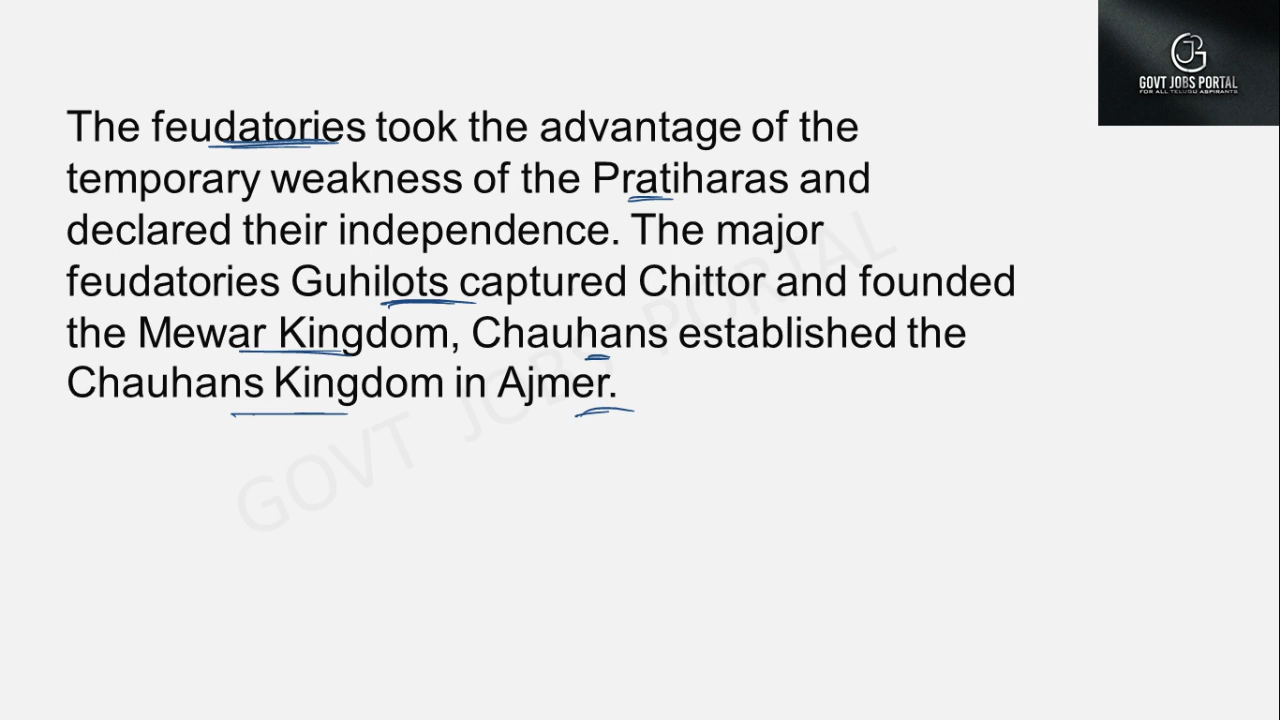 GOVT JOBS PORTAL
FOR ALL TELUGU ASPIRANTS
The feudatories took the advantage of the
temporary weakness of the Pratiharas and
declared their independence. The major
feudatories Guhilots captured Chittor and founded
the Mewar Kingdom, Chauhans established the
Chauhans Kingdom in Ajmer.
GOVT JOBS PORTAL